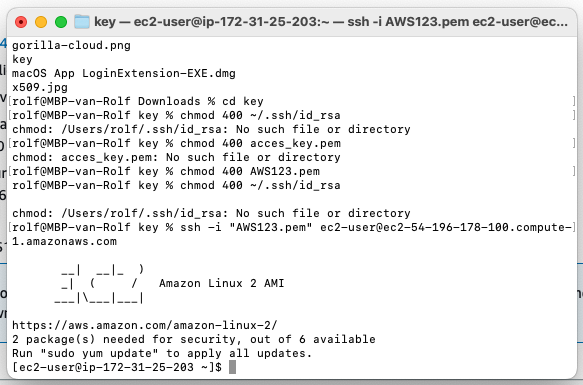 key — ec2-user@ip-172-31-25-203:~ — ssh -i AWS123.pem ec2-user@ec...
gorilla-cloud.png
key
macOS App LoginExtension-EXE.dmg
x509.jpg
[rolf@MBP-van-Rolf Downloads % cd key ]
[rolf@MBP-van-Rolf key % chmod 400 ~/.ssh/id_rsa ]
chmod: /Users/rolf/.ssh/id_rsa: No such file or directory
[rolf@MBP-van-Rolf key % chmod 400 acces_key.pem ]
chmod: acces_key.pem: No such file or directory
[rolf@MBP-van-Rolf key % chmod 400 AWS123.pem ]
[rolf@MBP-van-Rolf key % chmod 400 ~/.ssh/id_rsa ]
chmod: /Users/rolf/.ssh/id_rsa: No such file or directory
[rolf@MBP-van-Rolf key % ssh -i "AWS123.pem" ec2-user@ec2-54-196-178-100.compute-]
1.amazonaws.com
__| __|_ )
_| ( / Amazon Linux 2 AMI
___|\___|___|
https://aws.amazon.com/amazon-linux-2/
2 package(s) needed for security, out of 6 available
Run "sudo yum update" to apply all updates.
[ec2-user@ip-172-31-25-203 ~]$